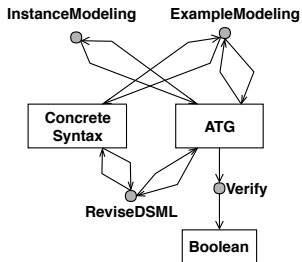 InstanceModeling ExampleModeling
Concrete
Syntax
ATG
ReviseDSML
Verify
Boolean